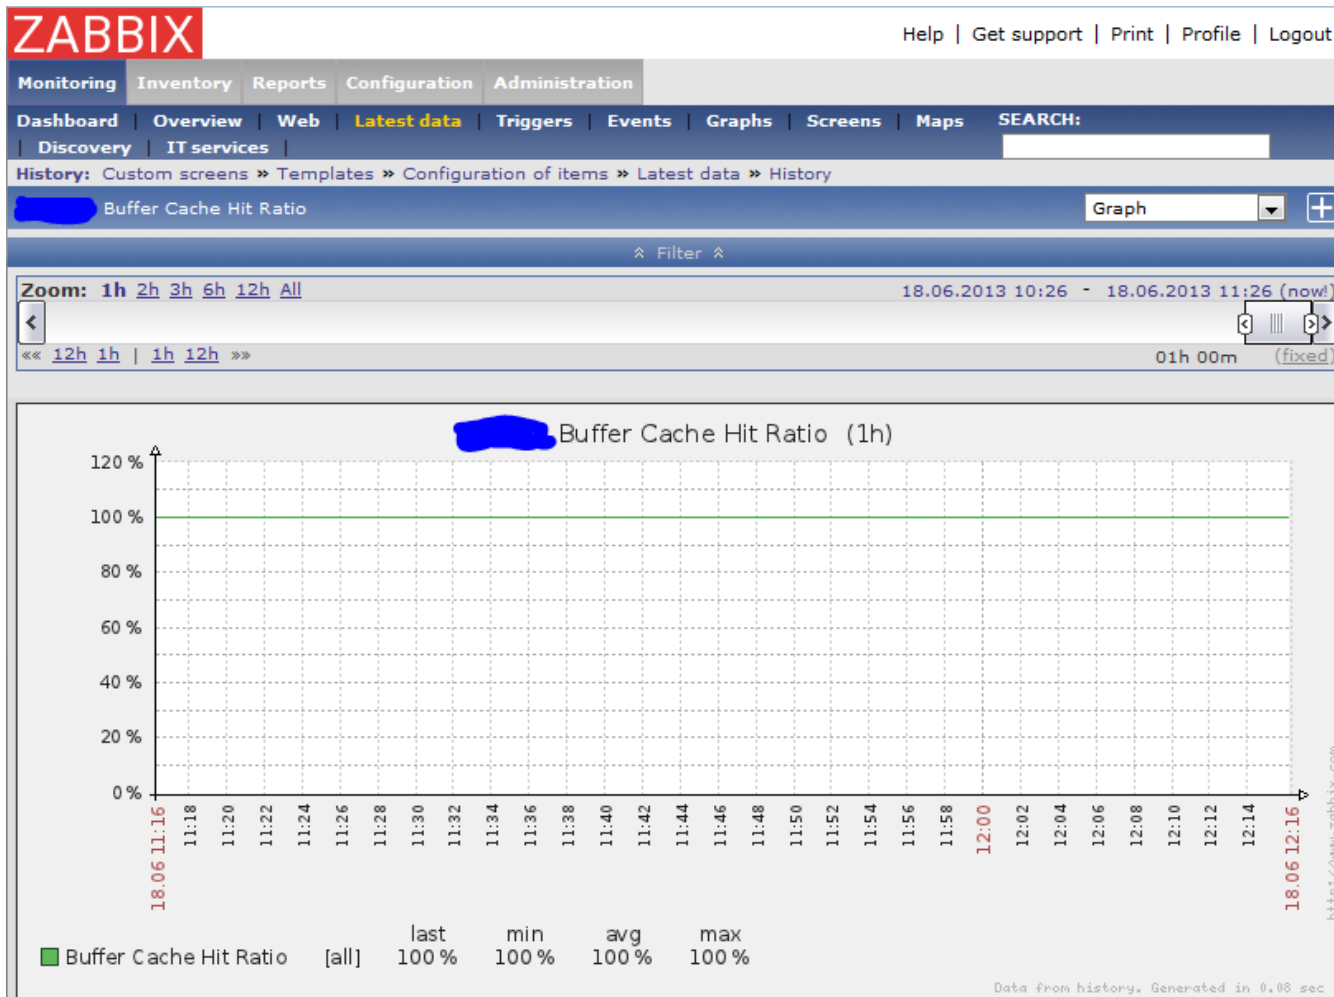 ZABBIX
Help | Get support | Print | Profile | Logout
Monitoring Inventory Reports Configuration Administration
Dashboard | Overview | Web | Latest data | Triggers | Events | Graphs | Screens | Maps SEARCH:
| Discovery | IT services |
History: Custom screens » Templates » Configuration of items » Latest data » History
Buffer Cache Hit Ratio Graph
Filter
Zoom: 1h 2h 3h 6h 12h All 18.06.2013 10:26 - 18.06.2013 11:26 (now!)
«« 12h 1h | 1h 12h »» 01h 00m (fixed)
Buffer Cache Hit Ratio (1h)
120 %
100 %
80 %
60 %
40 %
20 %
0 %
18.06 11:16 11:18 11:20 11:22 11:24 11:26 11:28 11:30 11:32 11:34 11:36 11:38 11:40 11:42 11:44 11:46 11:48 11:50 11:52 11:54 11:56 11:58 12:00 12:02 12:04 12:06 12:08 12:10 12:12 12:14 18.06 12:16
http://www.zabbix.com
last min avg max
Buffer Cache Hit Ratio [all] 100 % 100 % 100 % 100 %
Data from history. Generated in 0.08 sec